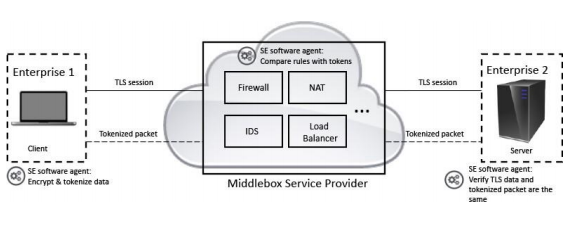 SE software agent:
Compare rules with tokens
Enterprise 1
Enterprise 2
TLS session
TLS session
Firewall
NAT
...
IDS
Load
Balancer
Tokenized packet
Tokenized packet
Client
Server
SE software agent:
Encrypt & tokenize data
Middlebox Service Provider
SE software agent:
Verify TLS data and
tokenized packet are the
same